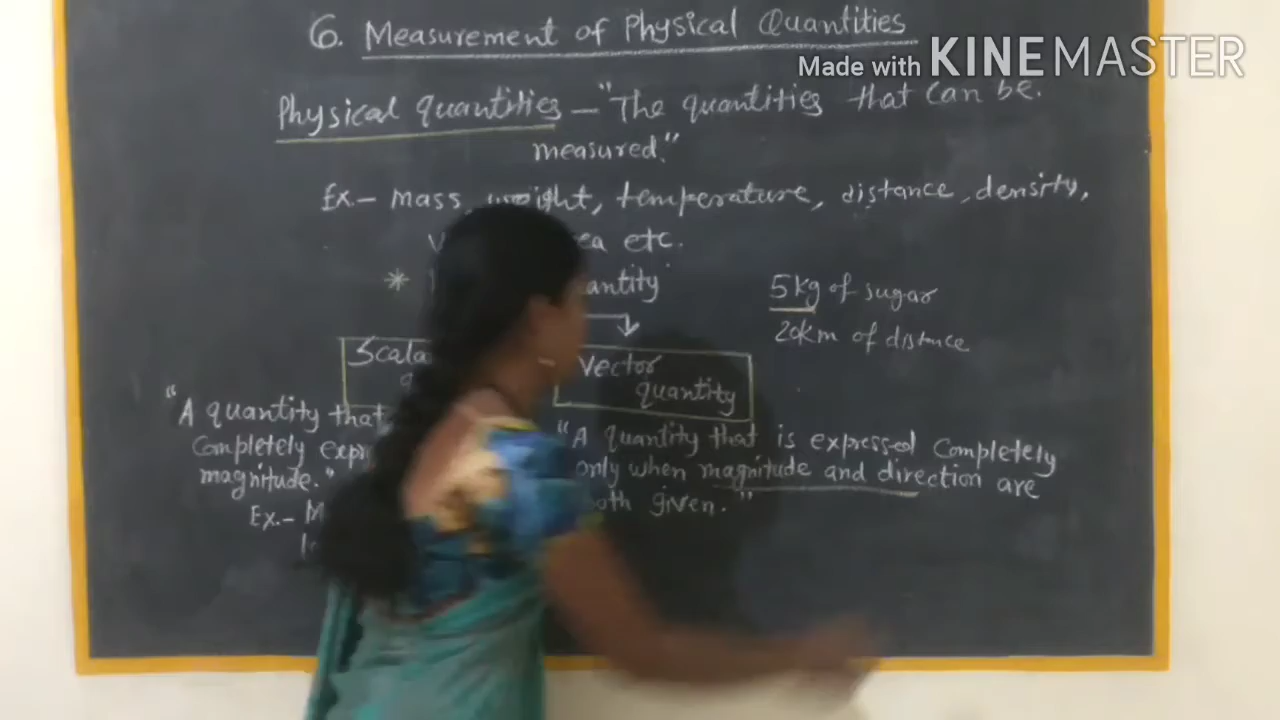 6. Measurement of Physical Quantities
Made with KINEMASTER
Physical quantities – "The quantities that can be.
measured."
Ex.- Mass, weight, temperature, distance, density,
etc.
*
5kg of sugar
20km of distance
Vector
quantity
"A quantity that
completely
magnitude."
Ex.-
"A quantity that is expressed Completely
only when magnitude and direction are
given."